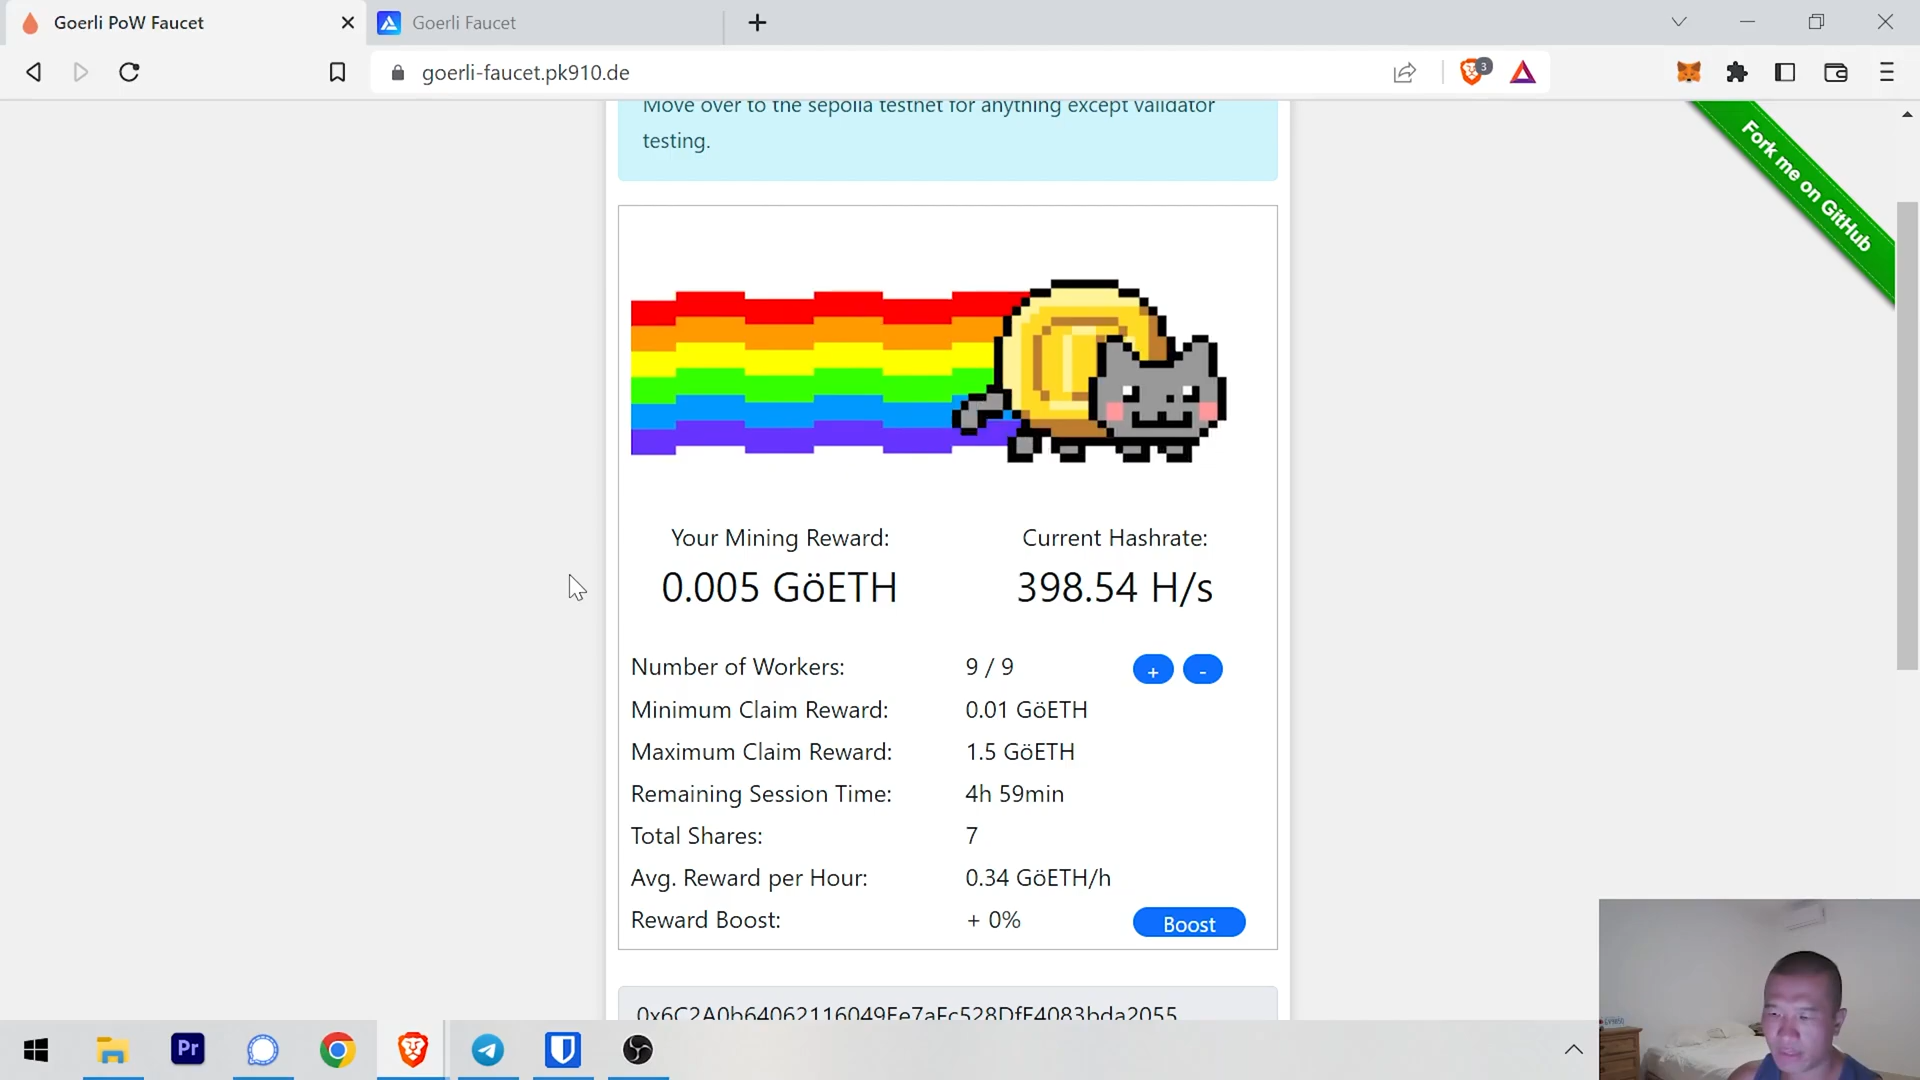 Goerli PoW Faucet
Goerli Faucet
goerli-faucet.pk910.de
3
Move over to the sepolia testnet for anything except validator
testing.
Fork me on GitHub
Your Mining Reward:
Current Hashrate:
0.005 GöETH
398.54 H/s
Number of Workers:
9 / 9
+
-
Minimum Claim Reward:
0.01 GöETH
Maximum Claim Reward:
1.5 GöETH
Remaining Session Time:
4h 59min
Total Shares:
7
Avg. Reward per Hour:
0.34 GöETH/h
Reward Boost:
+ 0%
Boost
Pr